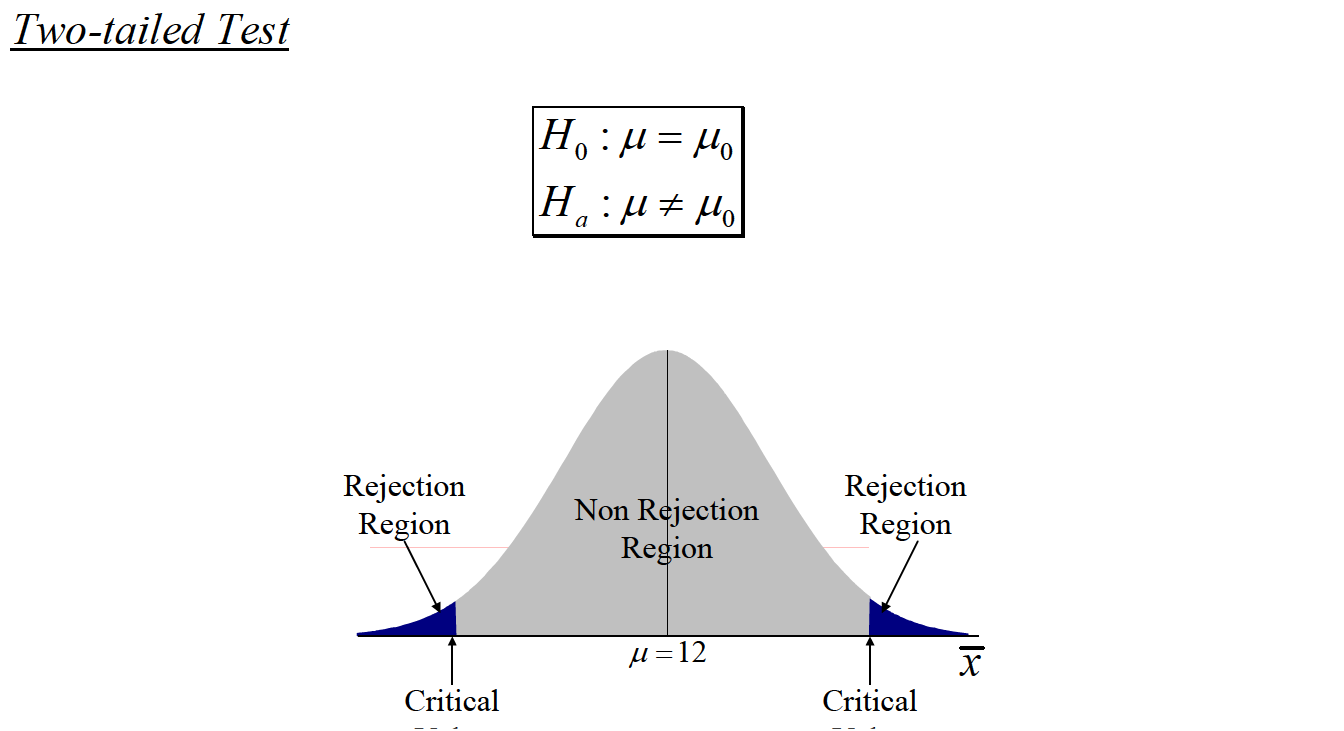 Two-tailed Test
H₀ : μ = μ₀
Hₐ : μ ≠ μ₀
Rejection
Region
Rejection
Region
Non Rejection
Region
μ = 12
x̅
Critical
Critical